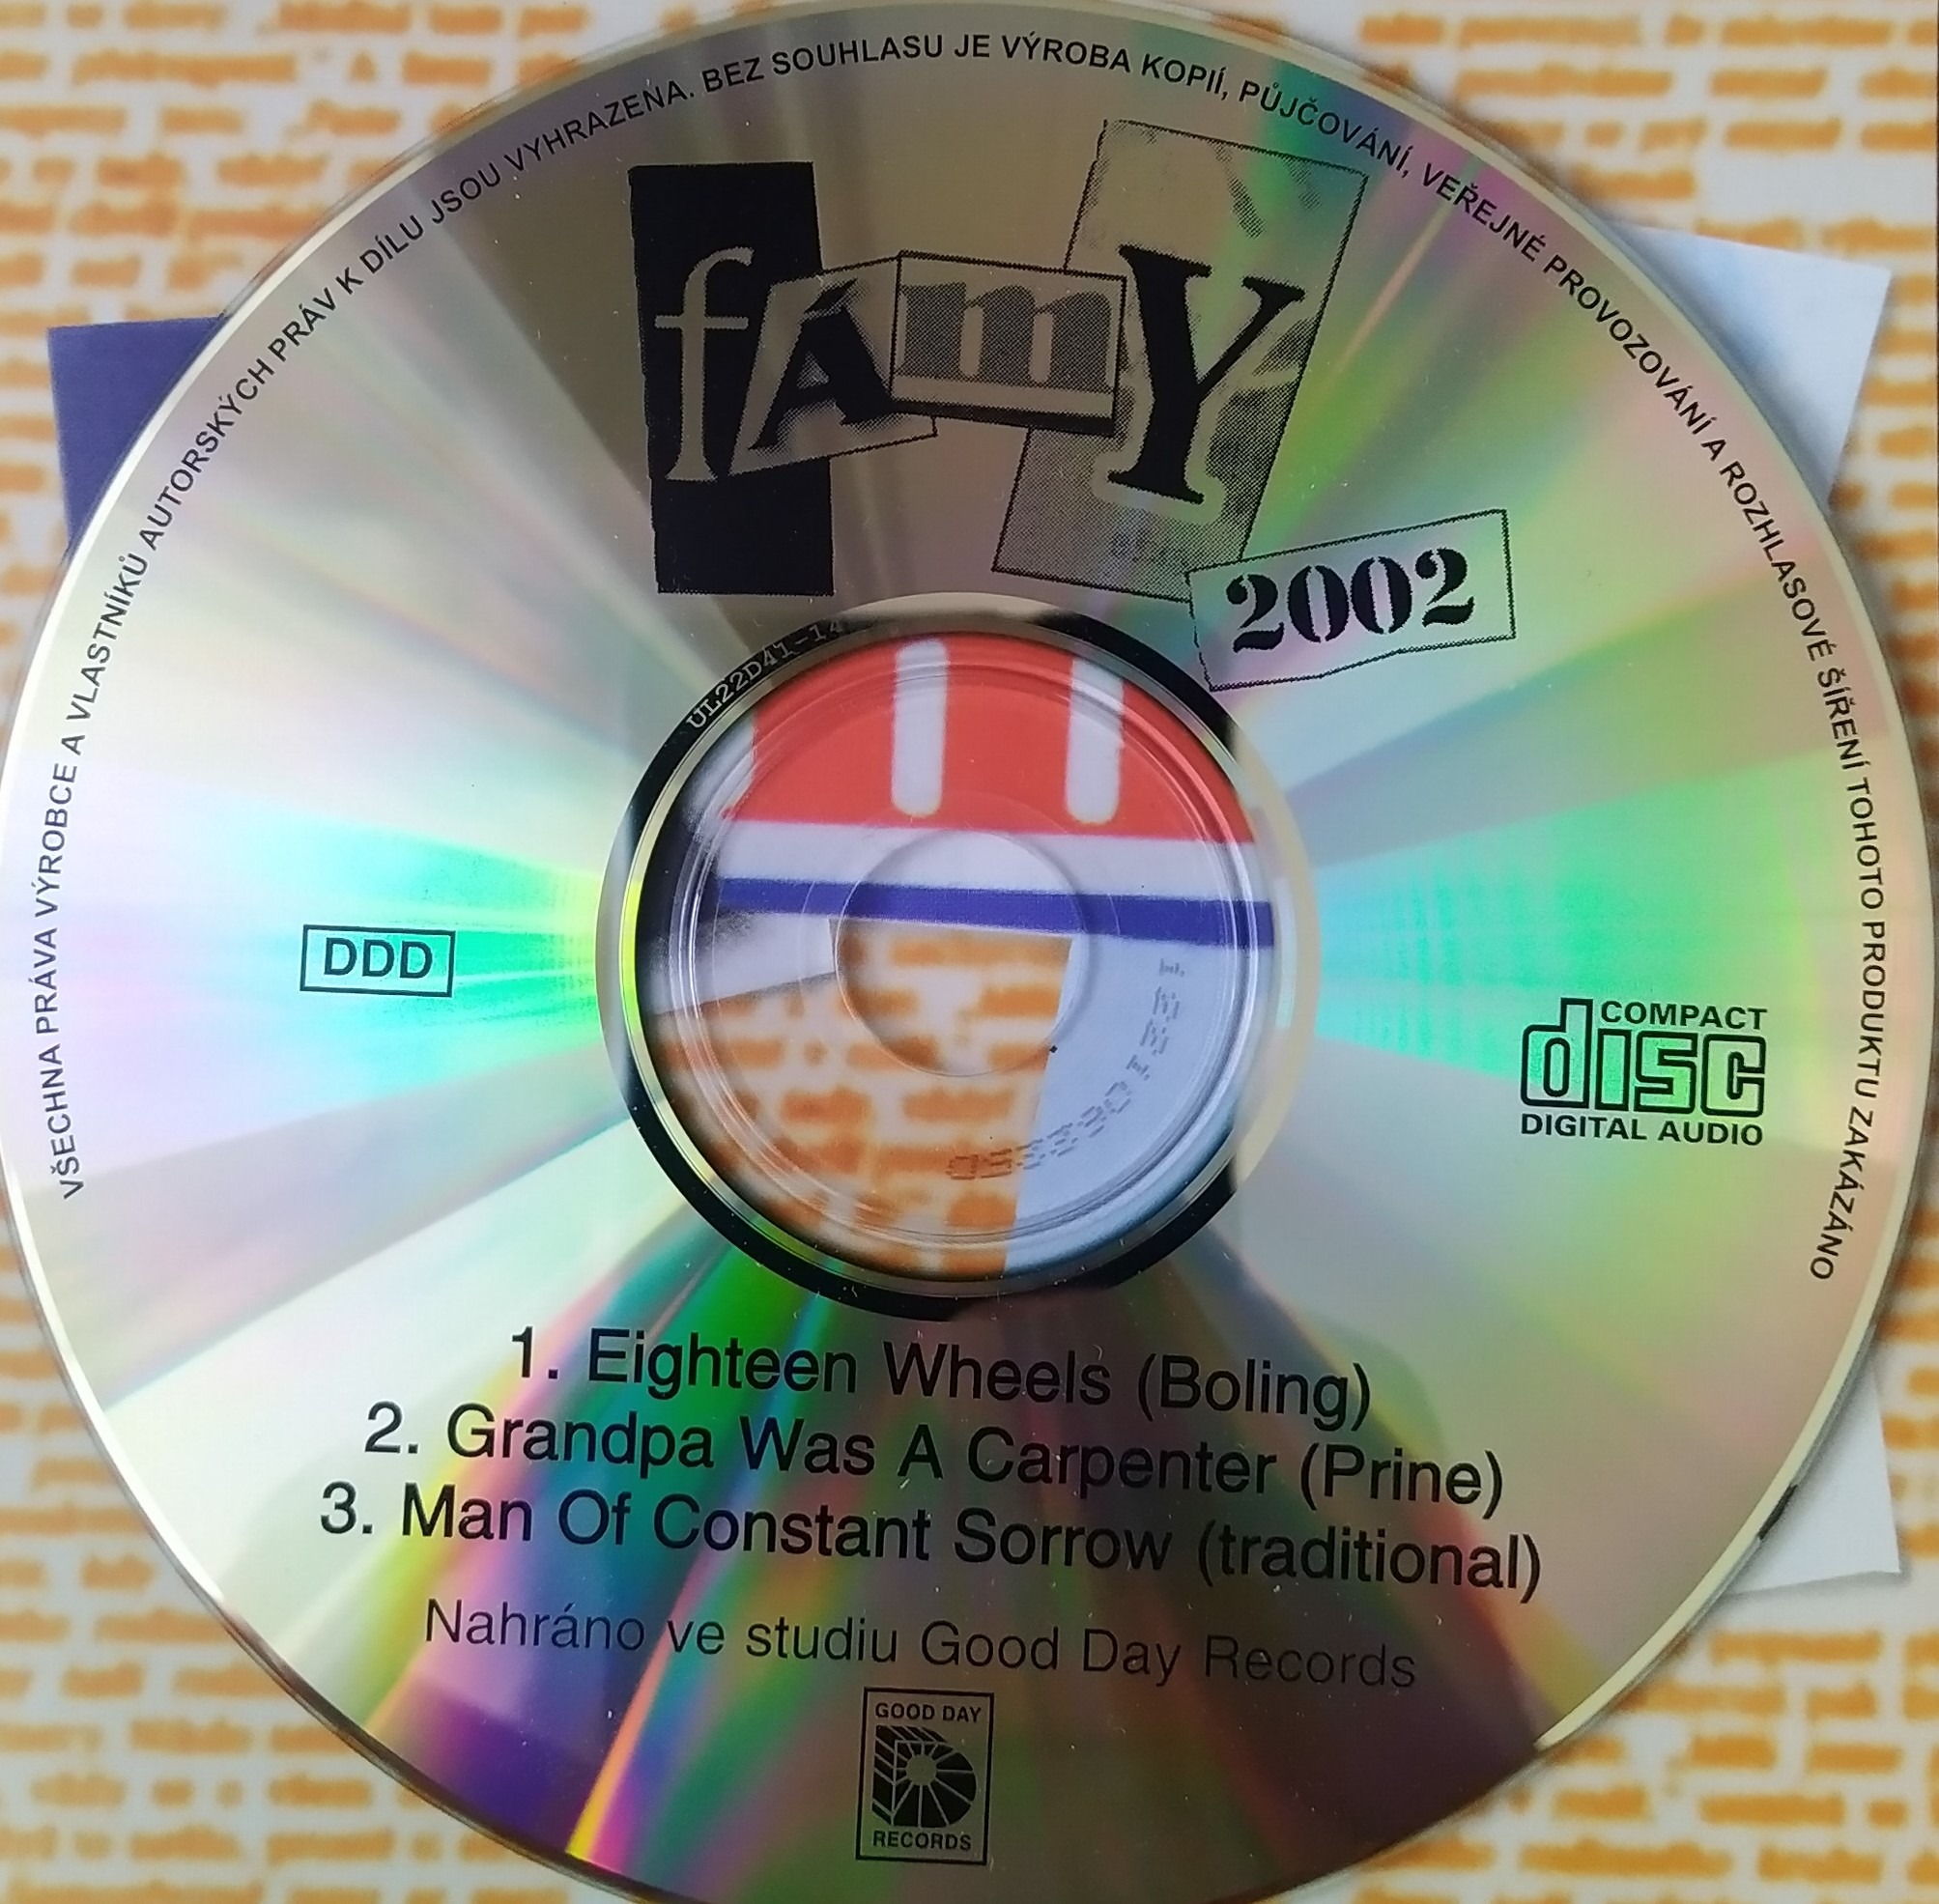 VŠECHNA PRÁVA VÝROBCE A VLASTNÍKŮ AUTORSKÝCH PRÁV K DÍLU JSOU VYHRAZENA. BEZ SOUHLASU JE VÝROBA KOPIÍ, PŮJČOVÁNÍ, VEŘEJNÉ PROVOZOVÁNÍ A ROZHLASOVÉ ŠÍŘENÍ TOHOTO PRODUKTU ZAKÁZÁNO
fÁmY
2002
UL22D41-14
DDD
COMPACT
disc
DIGITAL AUDIO
1. Eighteen Wheels (Boling)
2. Grandpa Was A Carpenter (Prine)
3. Man Of Constant Sorrow (traditional)
Nahráno ve studiu Good Day Records
GOOD DAY
RECORDS